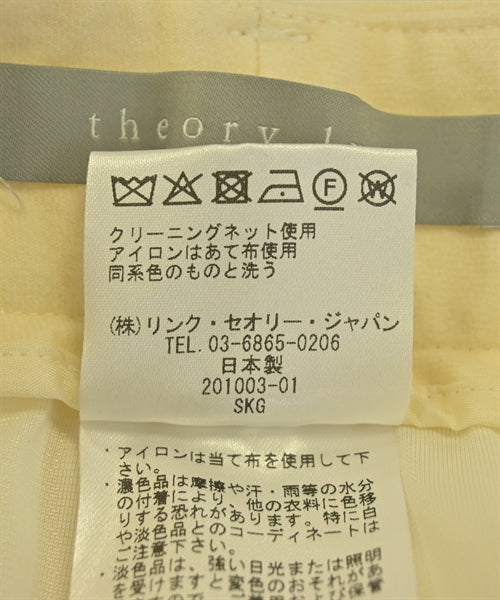 theory
クリーニングネット使用
アイロンはあて布使用
同系色のものと洗う
(株)リンク・セオリー・ジャパン
TEL. 03-6865-0206
日本製
201003-01
SKG
・アイロンは当て布を使用して下
さい。
・濃色品は摩擦や汗・雨等の水分
の付着により、他の衣料に色移
りや恐れがあります。特に白
や淡色品とのコーディネートは
ご注意下さい。